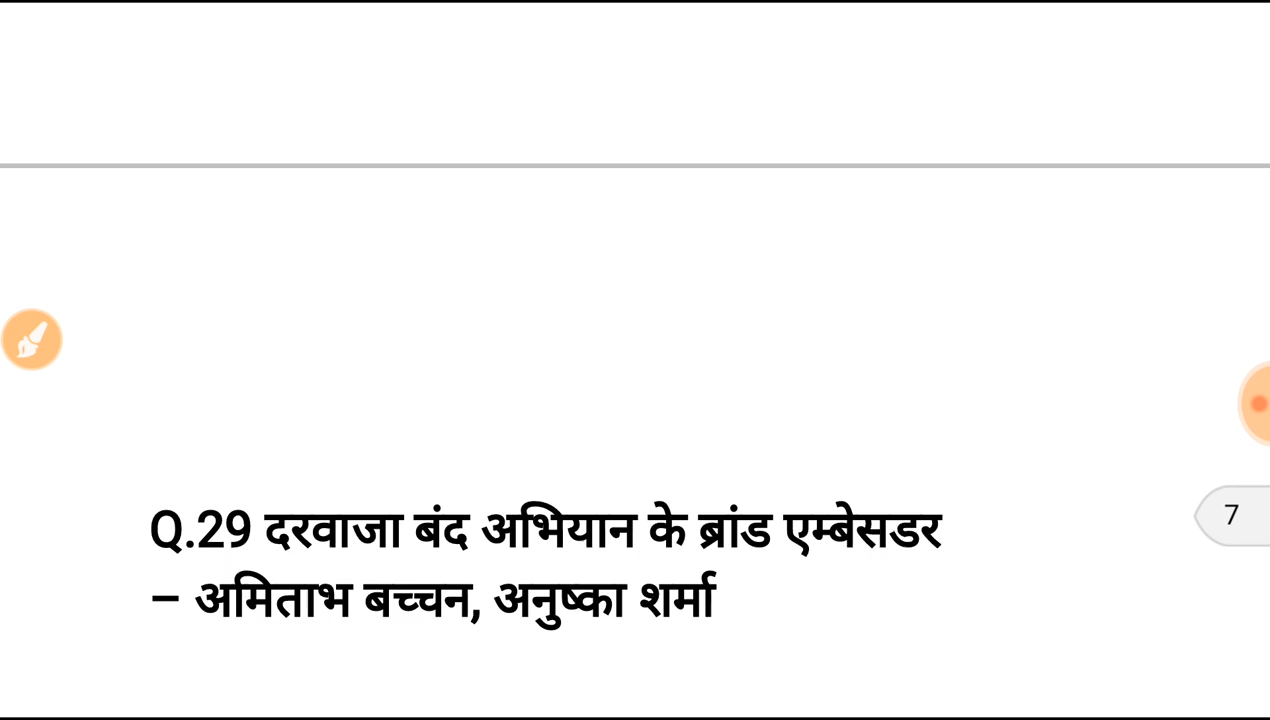 Q.29 दरवाजा बंद अभियान के ब्रांड एम्बेसडर
– अमिताभ बच्चन, अनुष्का शर्मा
7